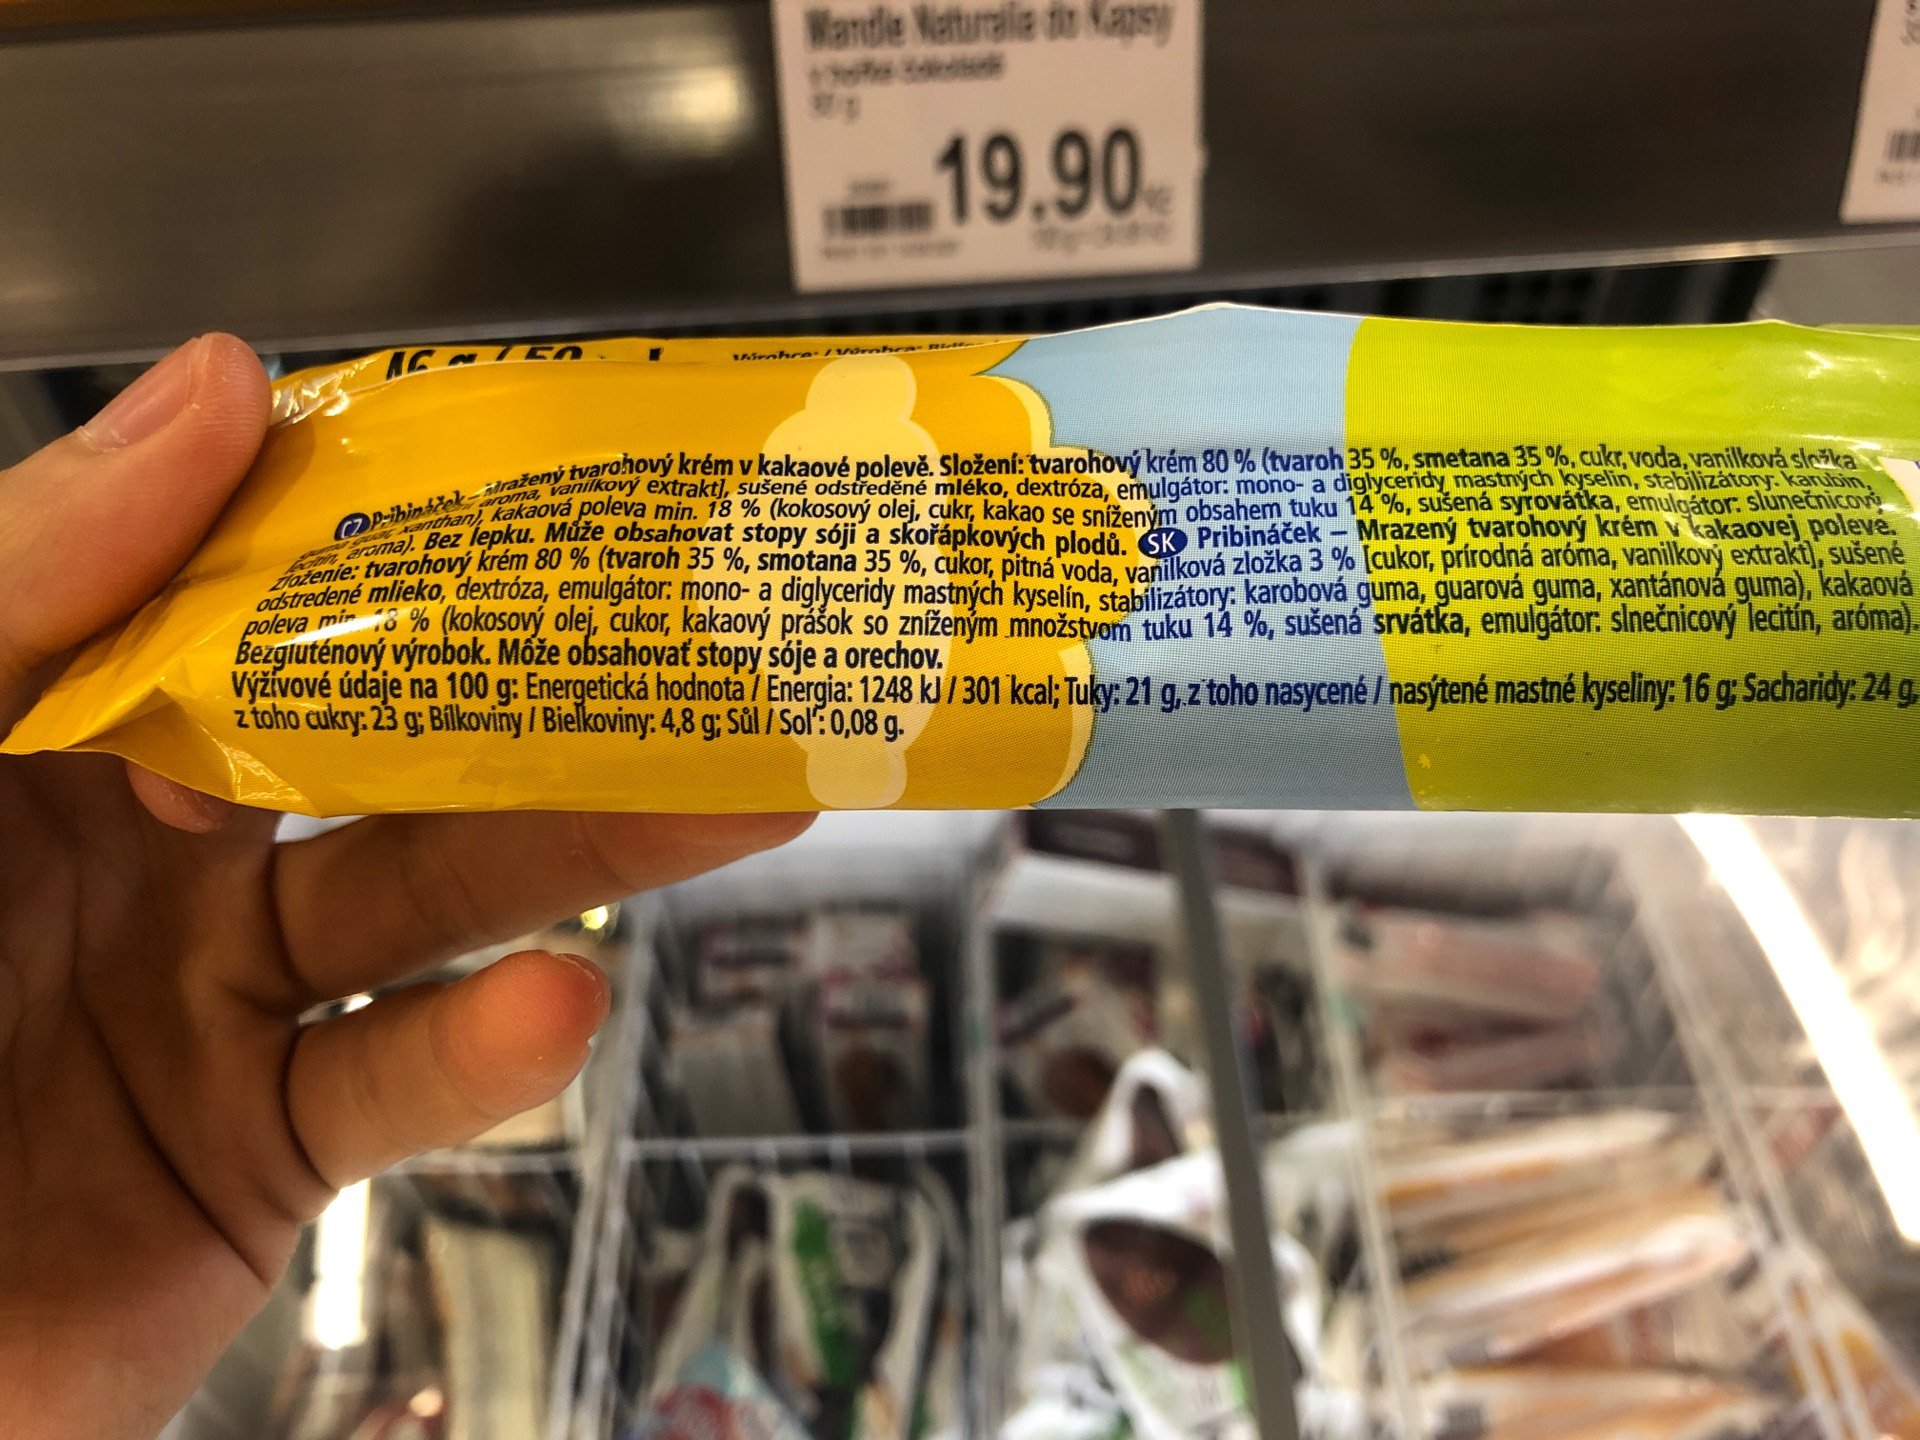 Mandle Naturalia do Kapsy
v hořké čokoládě
19.90
Výrobce: / Výrobca:
CZ Pribináček – Mražený tvarohový krém v kakaové polevě. Složení: tvarohový krém 80 % (tvaroh 35 %, smetana 35 %, cukr, voda, vanilková složka
aroma, vanilkový extrakt], sušené odstředěné mléko, dextróza, emulgátor: mono- a diglyceridy mastných kyselin, stabilizátory: karubin,
guma guar, xanthan), kakaová poleva min. 18 % (kokosový olej, cukr, kakao se sníženým obsahem tuku 14 %, sušená syrovátka, emulgátor: slunečnicový
lecitin, aroma). Bez lepku. Může obsahovat stopy sóji a skořápkových plodů. SK Pribináček – Mrazený tvarohový krém v kakaovej poleve.
Zloženie: tvarohový krém 80 % (tvaroh 35 %, smotana 35 %, cukor, pitná voda, vanilková zložka 3 % [cukor, prírodná aróma, vanilkový extrakt], sušené
odstredené mlieko, dextróza, emulgátor: mono- a diglyceridy mastných kyselín, stabilizátory: karobová guma, guarová guma, xantánová guma), kakaová
poleva min. 18 % (kokosový olej, cukor, kakaový prášok so zníženým množstvom tuku 14 %, sušená srvátka, emulgátor: slnečnicový lecitín, aróma).
Bezgluténový výrobok. Môže obsahovať stopy sóje a orechov.
Výživové údaje na 100 g: Energetická hodnota / Energia: 1248 kJ / 301 kcal; Tuky: 21 g, z toho nasycené / nasýtené mastné kyseliny: 16 g; Sacharidy: 24 g,
z toho cukry: 23 g; Bílkoviny / Bielkoviny: 4,8 g; Sůl / Soľ: 0,08 g.